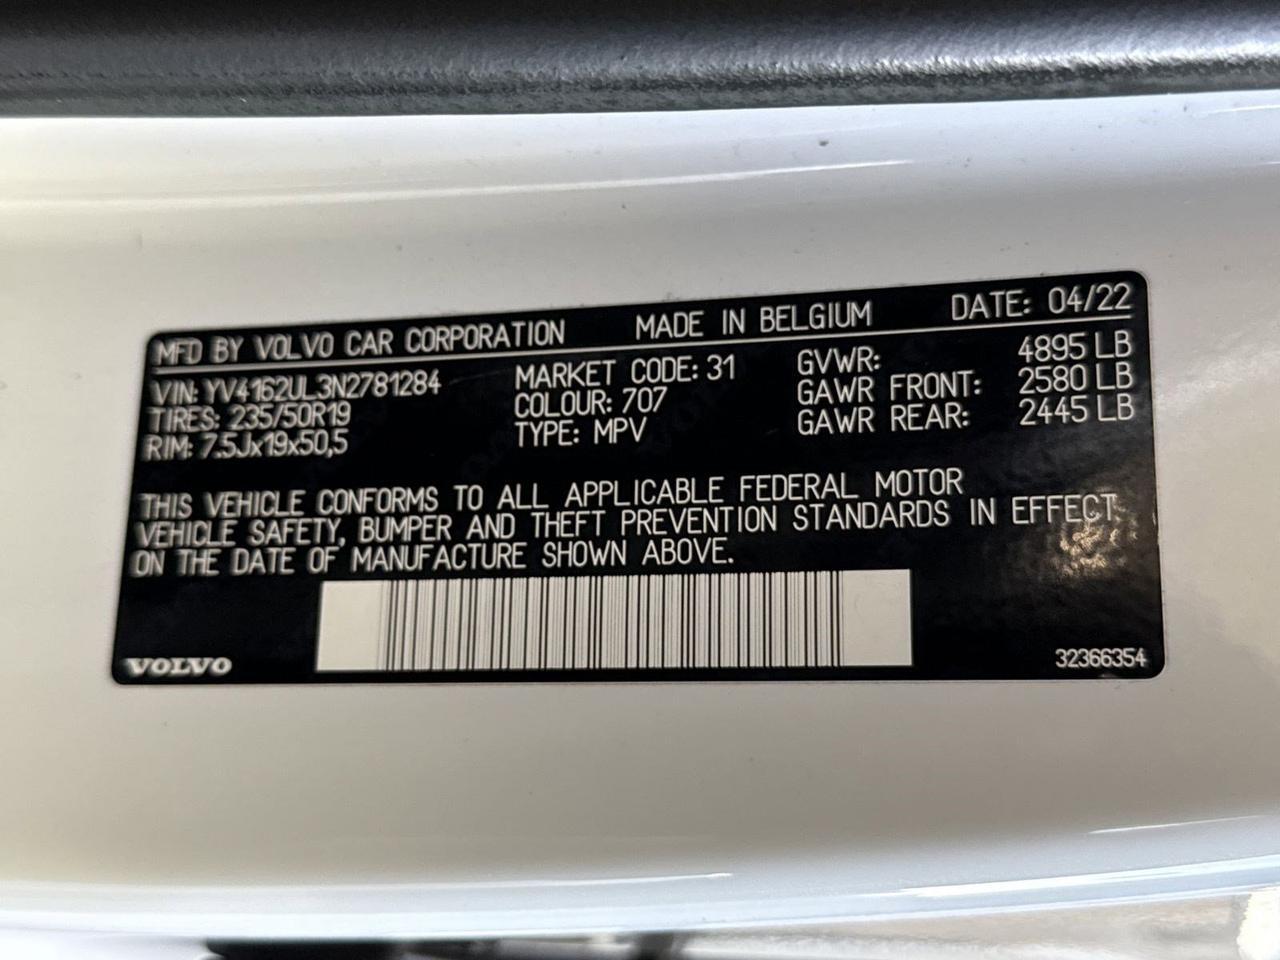 MFD BY VOLVO CAR CORPORATION MADE IN BELGIUM DATE: 04/22
VIN: YV4162UL3N2781284 MARKET CODE: 31 GVWR: 4895 LB
TIRES: 235/50R19 COLOUR: 707 GAWR FRONT: 2580 LB
RIM: 7.5Jx19x50,5 TYPE: MPV GAWR REAR: 2445 LB
THIS VEHICLE CONFORMS TO ALL APPLICABLE FEDERAL MOTOR
VEHICLE SAFETY, BUMPER AND THEFT PREVENTION STANDARDS IN EFFECT
ON THE DATE OF MANUFACTURE SHOWN ABOVE.
VOLVO 32366354